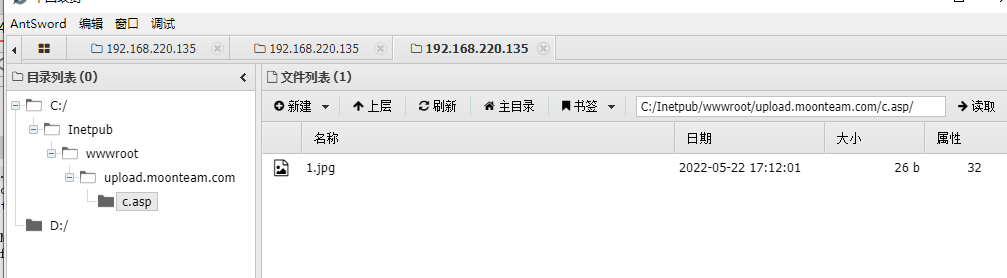 AntSword 编辑 窗口 调试
192.168.220.135 192.168.220.135 192.168.220.135
目录列表 (0) 文件列表 (1)
新建 上层 刷新 主目录 书签 C:/Inetpub/wwwroot/upload.moonteam.com/c.asp/ 读取
C:/
Inetpub
wwwroot
upload.moonteam.com
c.asp
D:/
名称 日期 大小 属性
1.jpg 2022-05-22 17:12:01 26 b 32